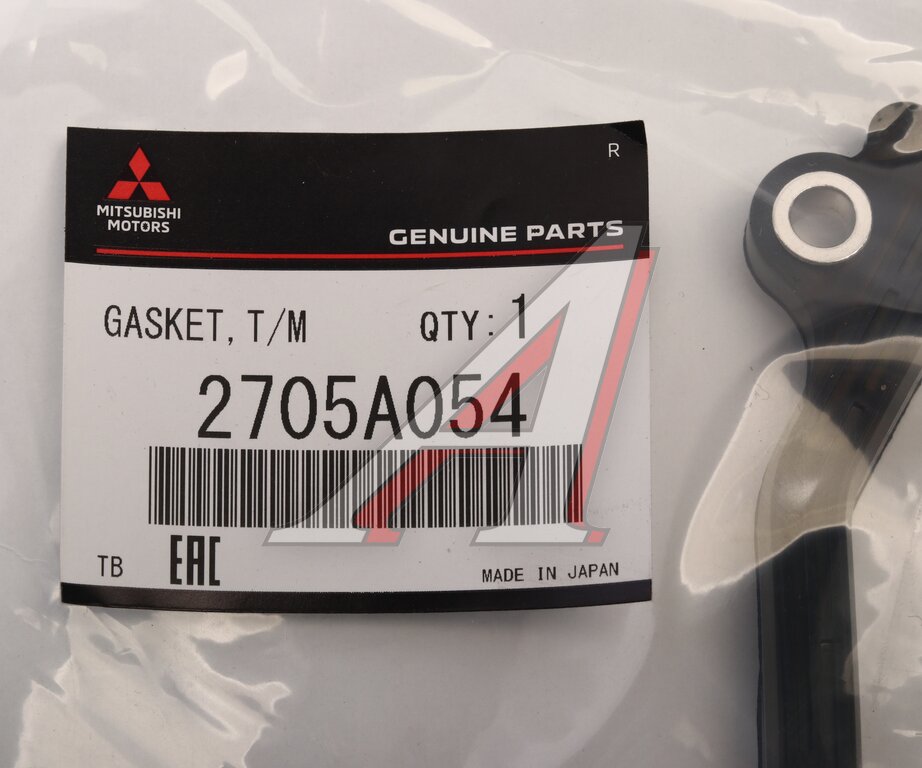 R
MITSUBISHI
MOTORS
GENUINE PARTS
GASKET, T/M QTY: 1
2705A054
TB EAC MADE IN JAPAN